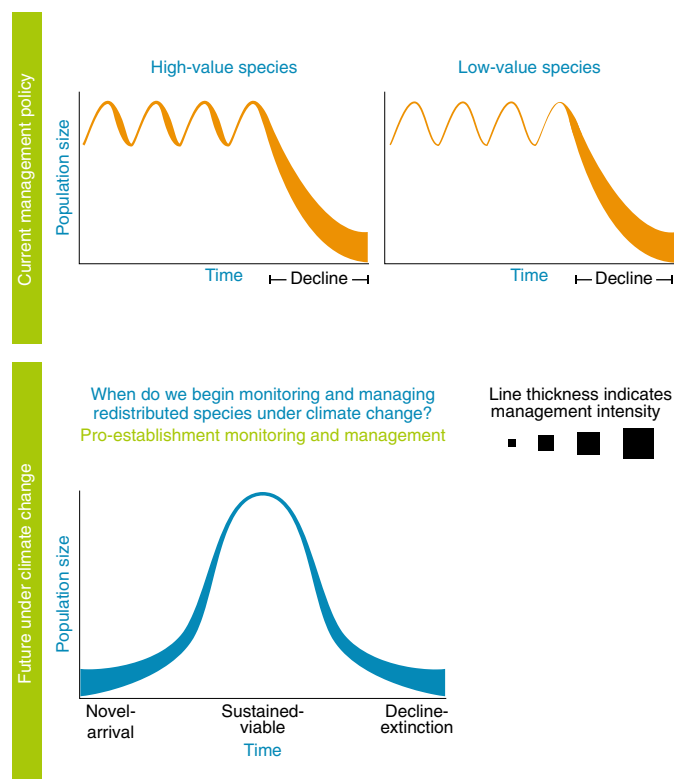 Current management policy
High-value species
Low-value species
Population size
Time
Decline
Time
Decline
Future under climate change
When do we begin monitoring and managing
redistributed species under climate change?
Pro-establishment monitoring and management
Line thickness indicates
management intensity
Population size
Novel-
arrival
Sustained-
viable
Decline-
extinction
Time